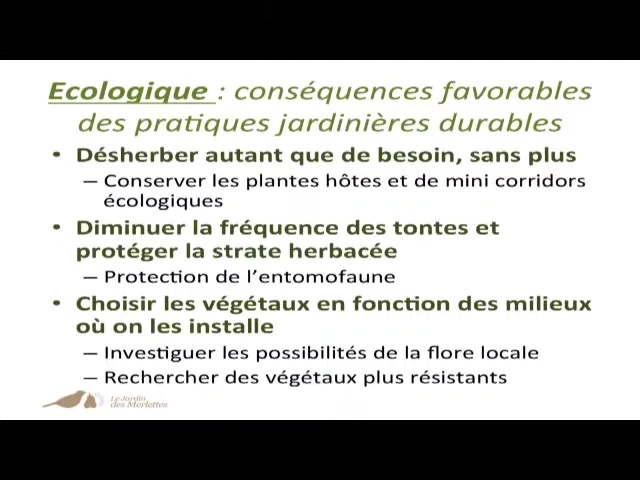 Ecologique : conséquences favorables
des pratiques jardinières durables
• Désherber autant que de besoin, sans plus
– Conserver les plantes hôtes et de mini corridors
écologiques
• Diminuer la fréquence des tontes et
protéger la strate herbacée
– Protection de l’entomofaune
• Choisir les végétaux en fonction des milieux
où on les installe
– Investiguer les possibilités de la flore locale
– Rechercher des végétaux plus résistants
Le Jardin
des Merlettes